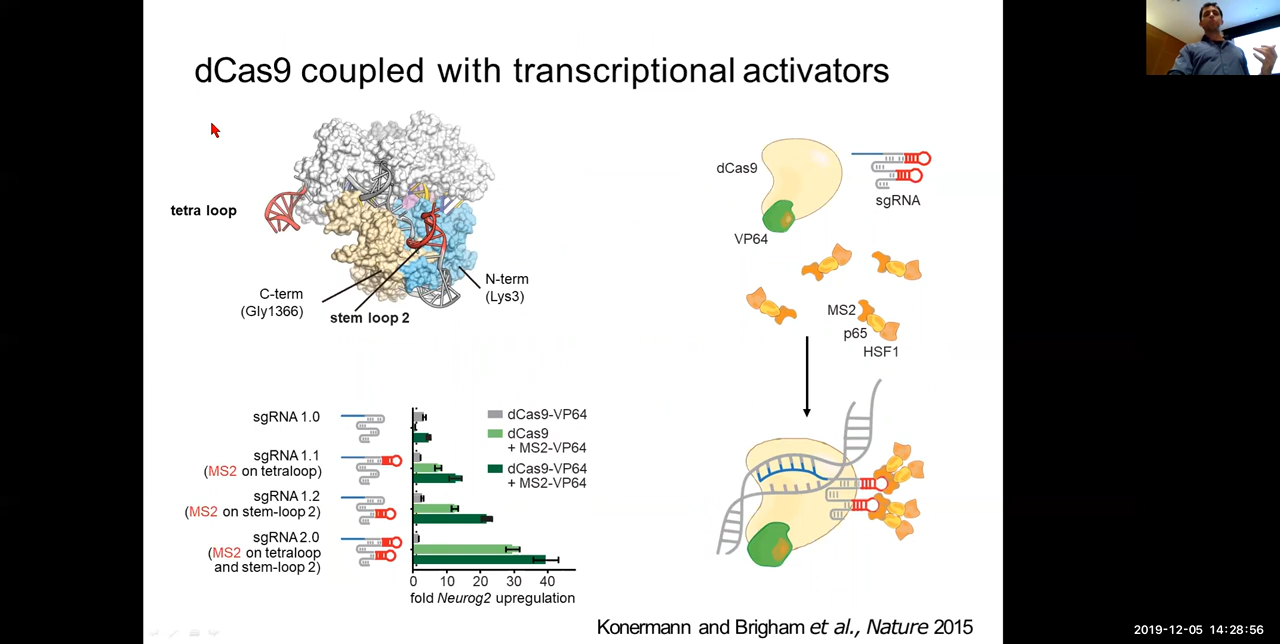 dCas9 coupled with transcriptional activators
tetra loop
C-term
(Gly1366)
stem loop 2
N-term
(Lys3)
dCas9
VP64
sgRNA
MS2
p65
HSF1
sgRNA 1.0
sgRNA 1.1
(MS2 on tetraloop)
sgRNA 1.2
(MS2 on stem-loop 2)
sgRNA 2.0
(MS2 on tetraloop
and stem-loop 2)
dCas9-VP64
dCas9
+ MS2-VP64
dCas9-VP64
+ MS2-VP64
0 10 20 30 40
fold Neurog2 upregulation
Konermann and Brigham et al., Nature 2015
2019-12-05 14:28:56